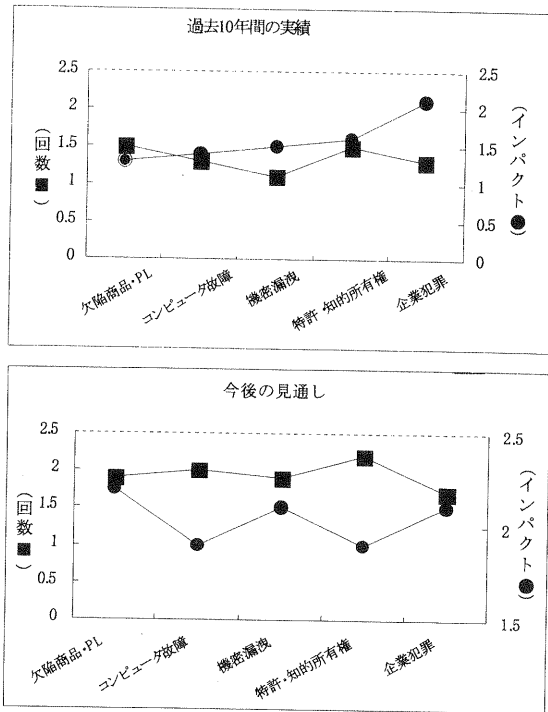 過去10年間の実績
2.5
2
1.5
1
0.5
0
(回数■)
2.5
2
1.5
1
0.5
0
(インパクト●)
欠陥商品・PL
コンピュータ故障
機密漏洩
特許・知的所有権
企業犯罪
今後の見通し
2.5
2
1.5
1
0.5
0
(回数■)
2.5
2
1.5
(インパクト●)
欠陥商品・PL
コンピュータ故障
機密漏洩
特許・知的所有権
企業犯罪